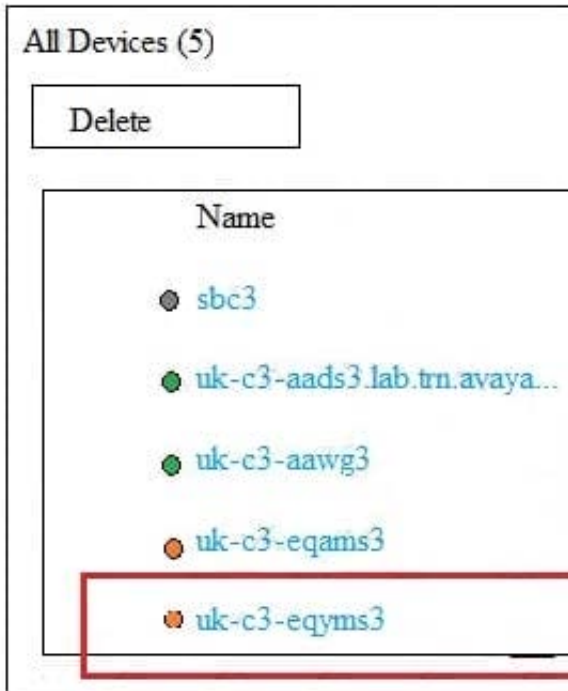 All Devices (5)
Delete
Name
sbc3
uk-c3-aads3.lab.trn.avaya...
uk-c3-aawg3
uk-c3-eqams3
uk-c3-eqyms3